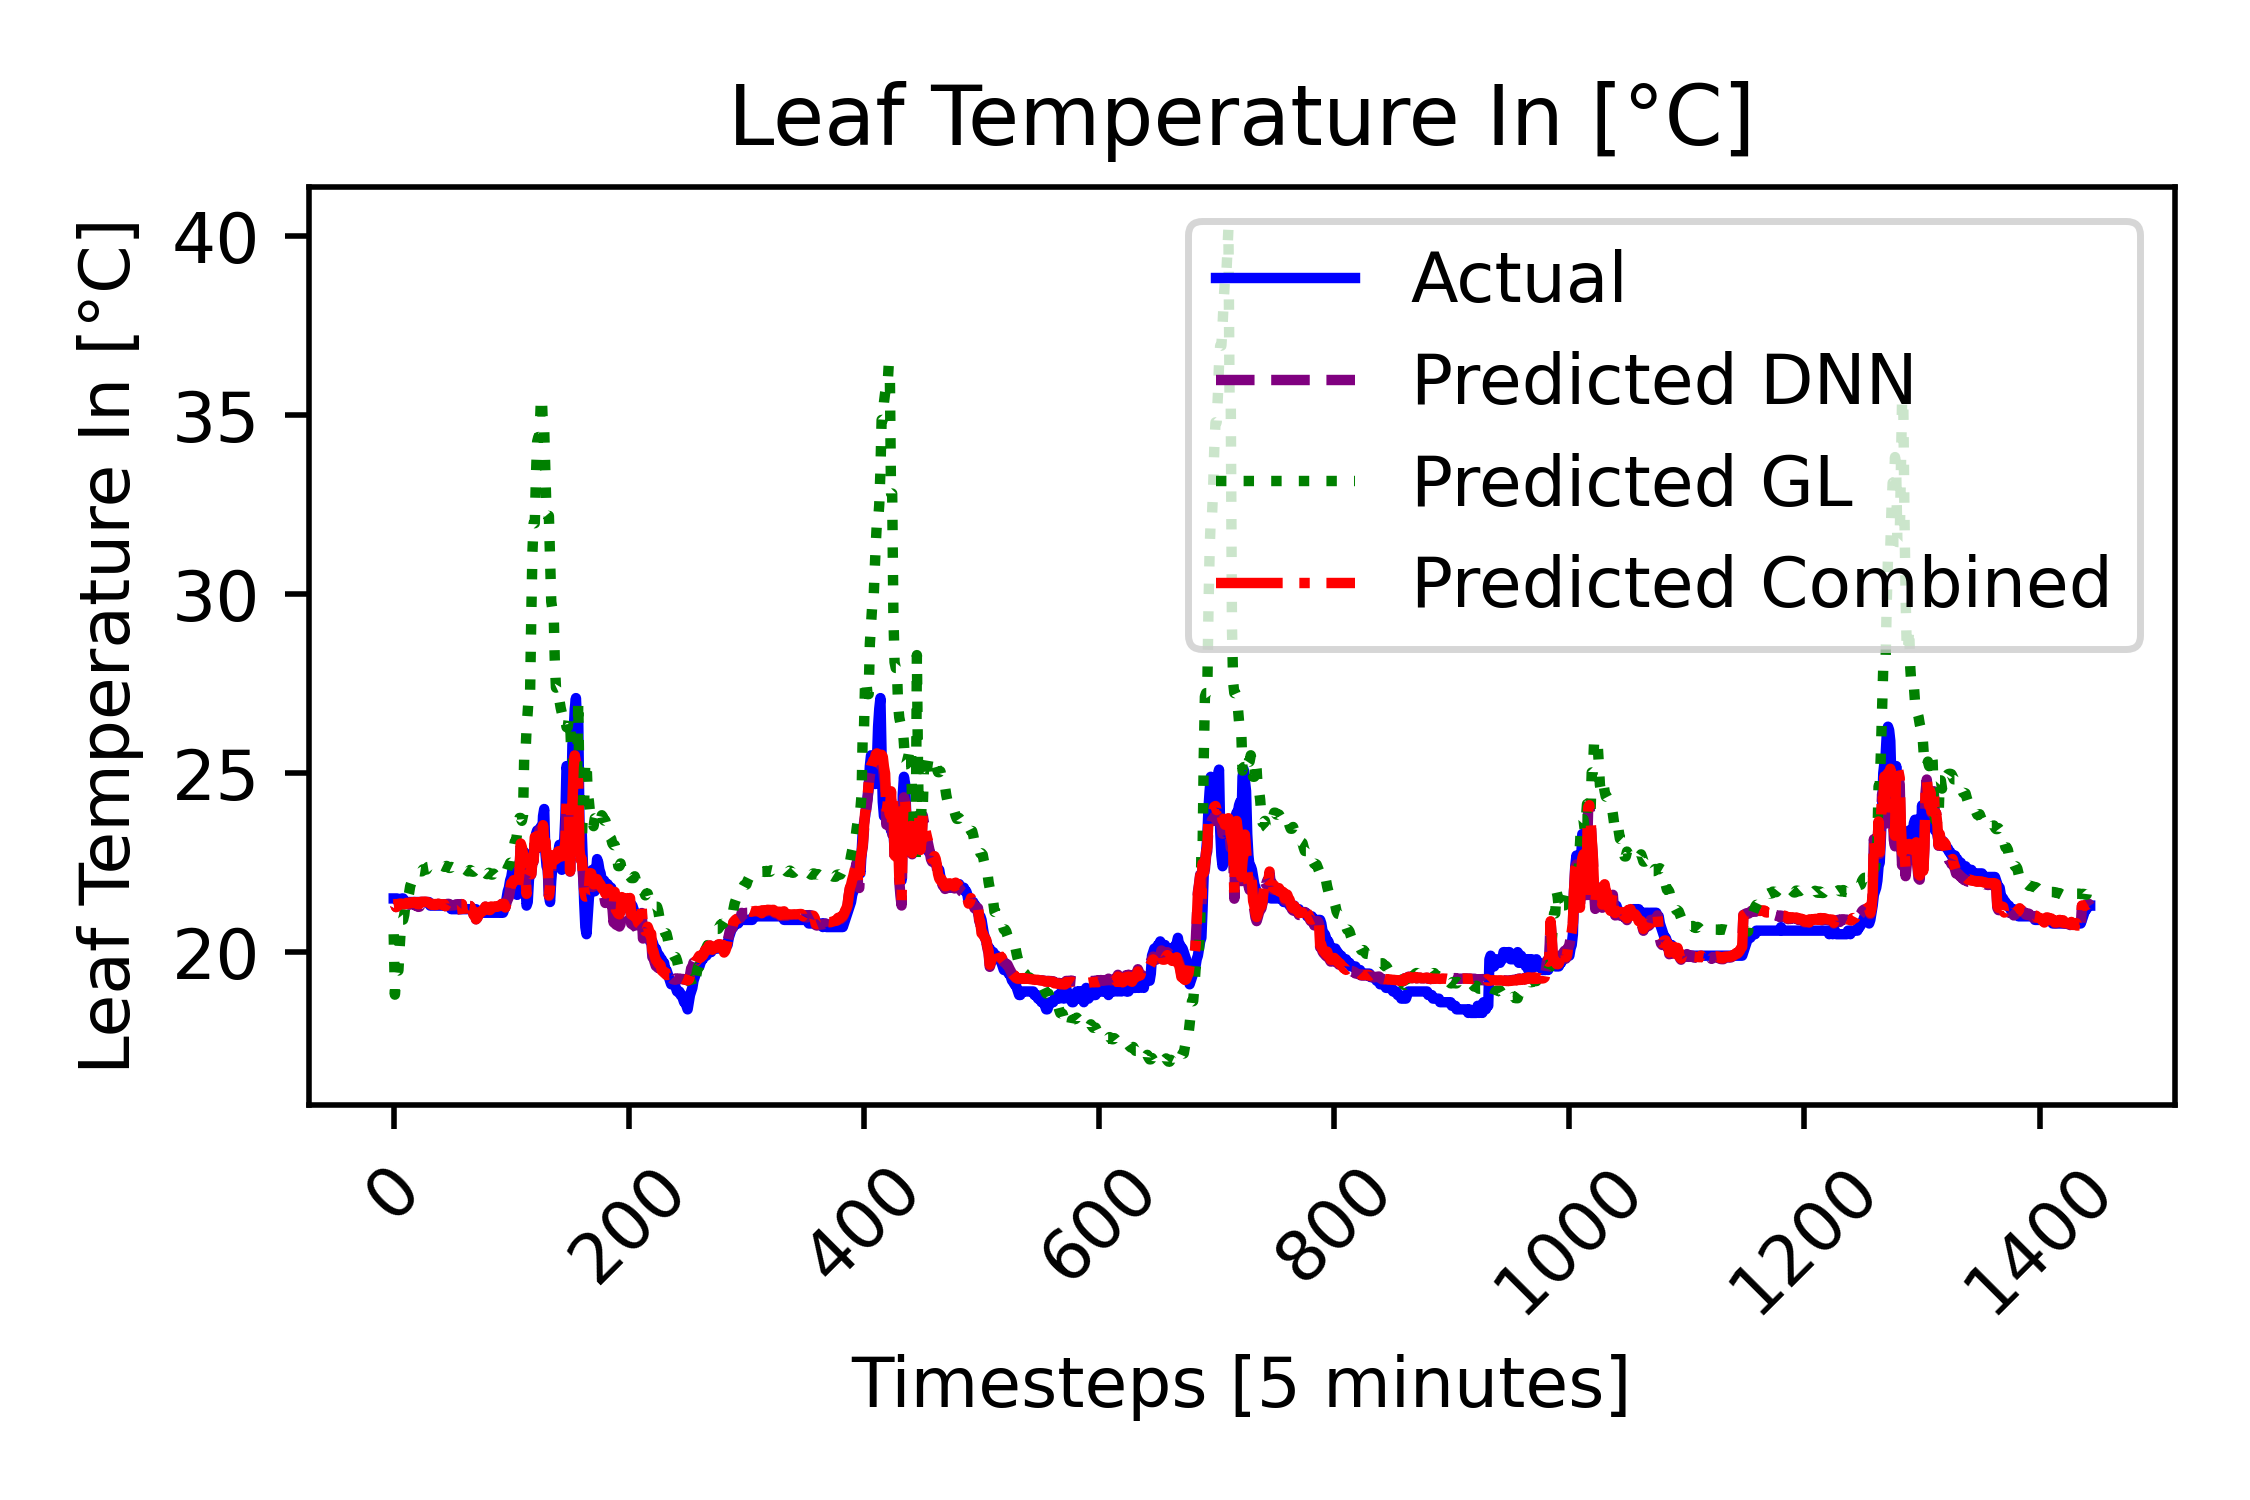 Leaf Temperature In [°C]
Leaf Temperature In [°C]
40
35
30
25
20
Actual
Predicted DNN
Predicted GL
Predicted Combined
0
200
400
600
800
1000
1200
1400
Timesteps [5 minutes]